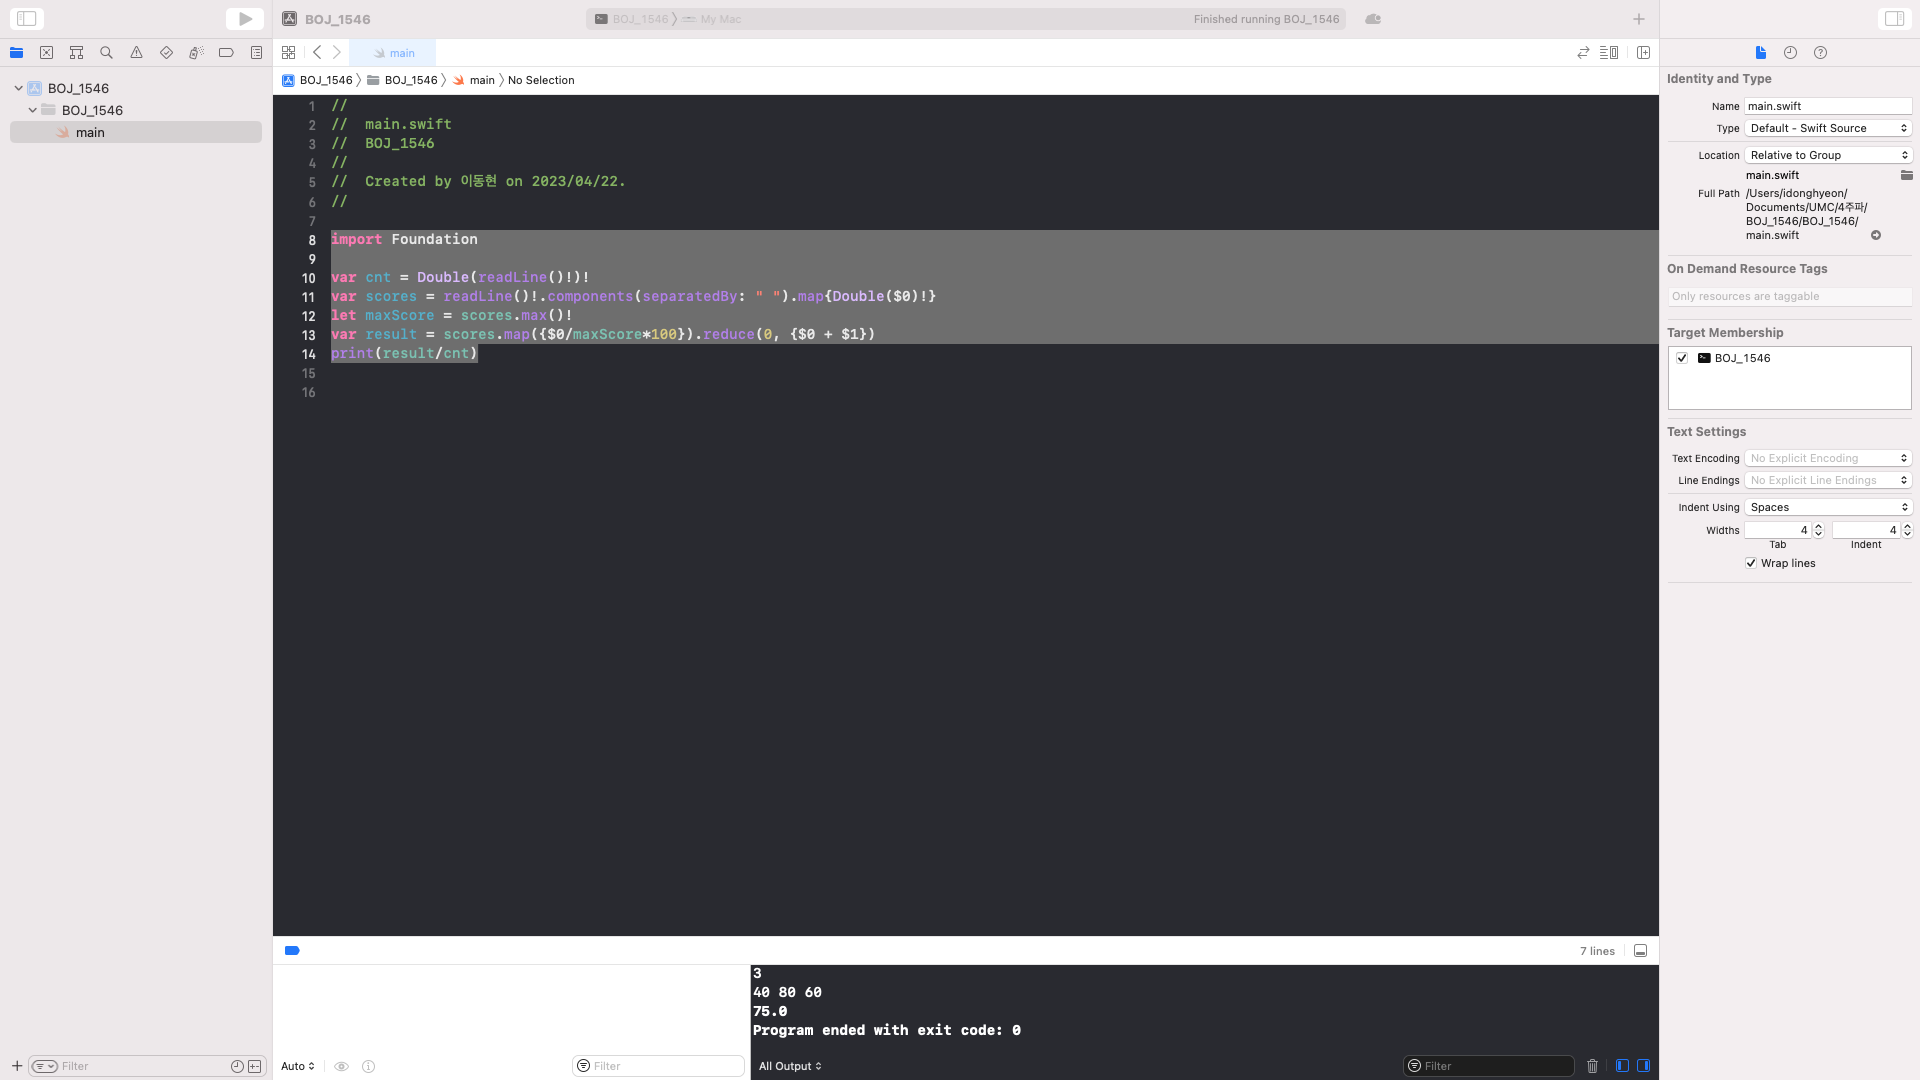 BOJ_1546
BOJ_1546 〉 My Mac
Finished running BOJ_1546
main
BOJ_1546 〉 BOJ_1546 〉 main 〉 No Selection
BOJ_1546
BOJ_1546
main
1 //
2 //  main.swift
3 //  BOJ_1546
4 //
5 //  Created by 이동현 on 2023/04/22.
6 //
7
8 import Foundation
9
10 var cnt = Double(readLine()!)!
11 var scores = readLine()!.components(separatedBy: " ").map{Double($0)!}
12 let maxScore = scores.max()!
13 var result = scores.map({$0/maxScore*100}).reduce(0, {$0 + $1})
14 print(result/cnt)
15
16
7 lines
3
40 80 60
75.0
Program ended with exit code: 0
Filter
Auto
Filter
All Output
Filter
Identity and Type
Name main.swift
Type Default - Swift Source
Location Relative to Group
main.swift
Full Path /Users/idonghyeon/
Documents/UMC/4주파/
BOJ_1546/BOJ_1546/
main.swift
On Demand Resource Tags
Only resources are taggable
Target Membership
BOJ_1546
Text Settings
Text Encoding No Explicit Encoding
Line Endings No Explicit Line Endings
Indent Using Spaces
Widths 4 4
Tab Indent
Wrap lines